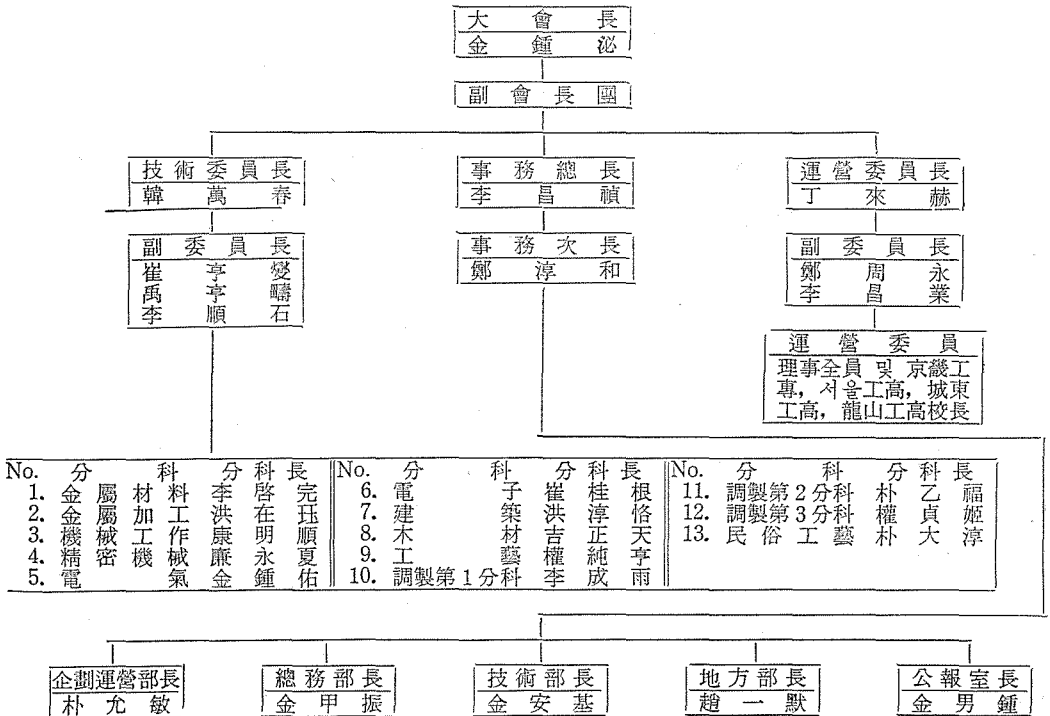 大會長
金鍾泌
副會長團
技術委員長
韓萬春
事務總長
李昌禎
運營委員長
丁來赫
副委員長
崔亨燮
禹亨疇
李順石
事務次長
鄭淳和
副委員長
鄭周永
李昌業
運營委員
理事全員 및 京畿工
專, 서울工高, 城東
工高, 龍山工高校長
No. 分科 分科長
1. 金屬材料 李啓完
2. 金屬加工 洪在珏
3. 機械工作 康明順
4. 精密機械 廉永夏
5. 電氣 金鍾佑
No. 分科 分科長
6. 電子 崔桂根
7. 建築 洪淳恪
8. 木材 吉正天
9. 工藝 權純亨
10. 調製第1分科 李成雨
No. 分科 分科長
11. 調製第2分科 朴乙福
12. 調製第3分科 權貞姬
13. 民俗工藝 朴大淳
企劃運營部長
朴允敏
總務部長
金甲振
技術部長
金安基
地方部長
趙一默
公報室長
金男鍾